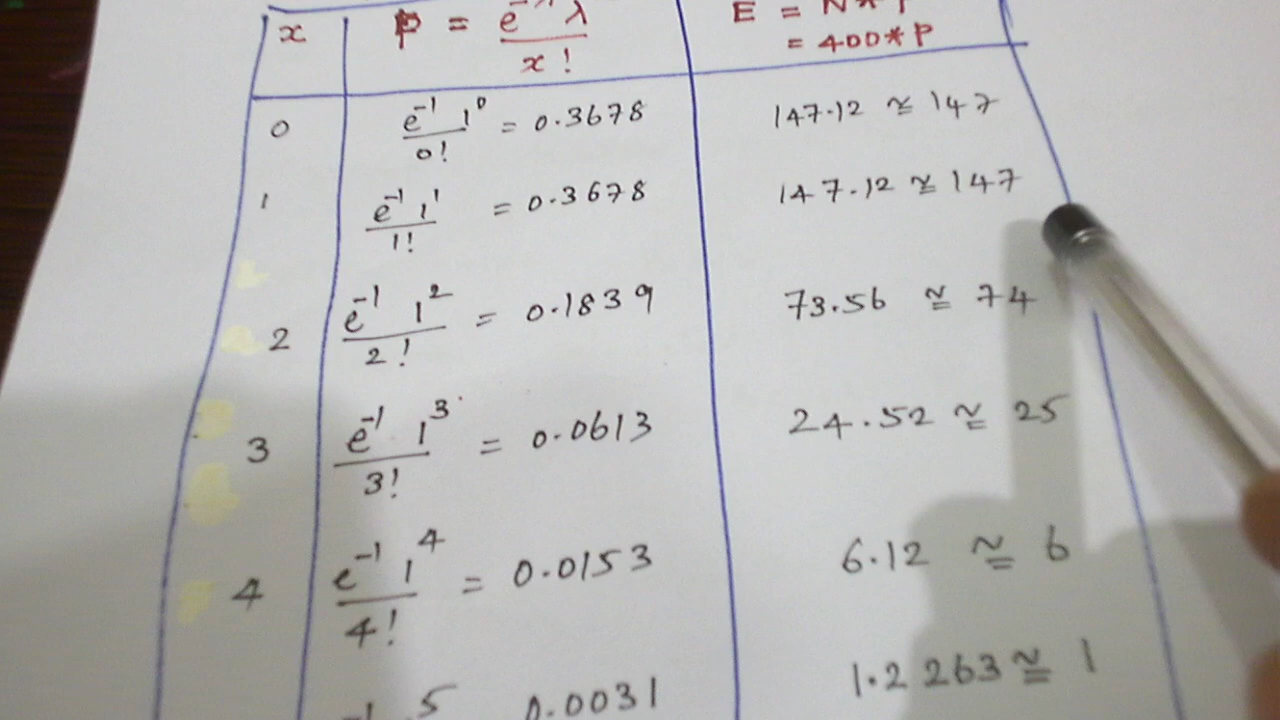 x P = e^-λ λ / x! E = N * P
= 400 * P
0 e^-1 1^0 / 0! = 0.3678 147.12 ≅ 147
1 e^-1 1^1 / 1! = 0.3678 147.12 ≅ 147
2 e^-1 1^2 / 2! = 0.1839 73.56 ≅ 74
3 e^-1 1^3 / 3! = 0.0613 24.52 ≅ 25
4 e^-1 1^4 / 4! = 0.0153 6.12 ≅ 6
-1 5 0.0031 1.2263 ≅ 1